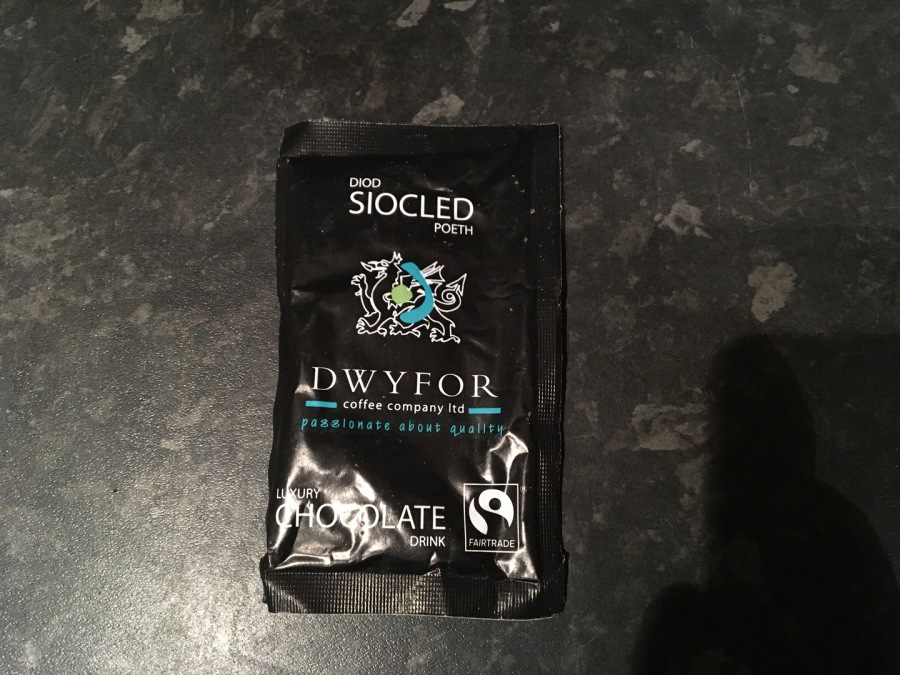 DIOD
SIOCLED
POETH
DWYFOR
coffee company ltd
passionate about quality
LUXURY
CHOCOLATE
DRINK
FAIRTRADE